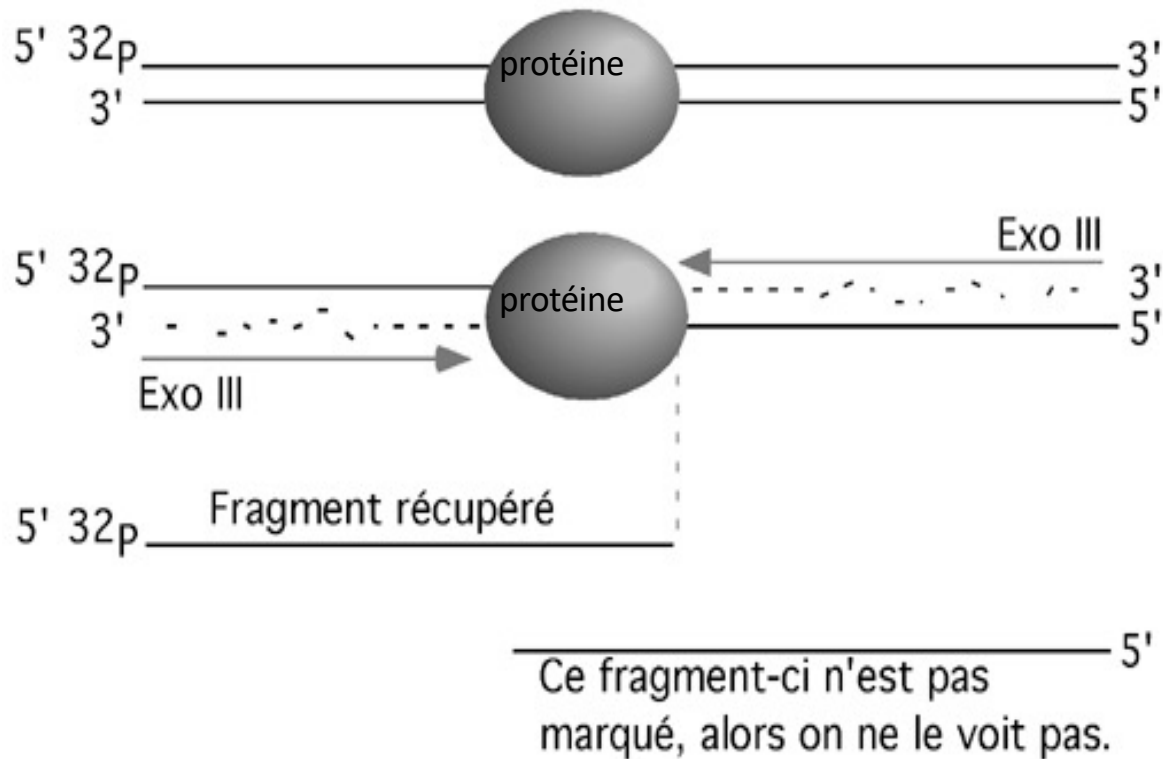 5' 32p
protéine
3'
3'
5'
Exo III
5' 32p
protéine
3'
3'
5'
Exo III
Fragment récupéré
5' 32p
5'
Ce fragment-ci n'est pas
marqué, alors on ne le voit pas.